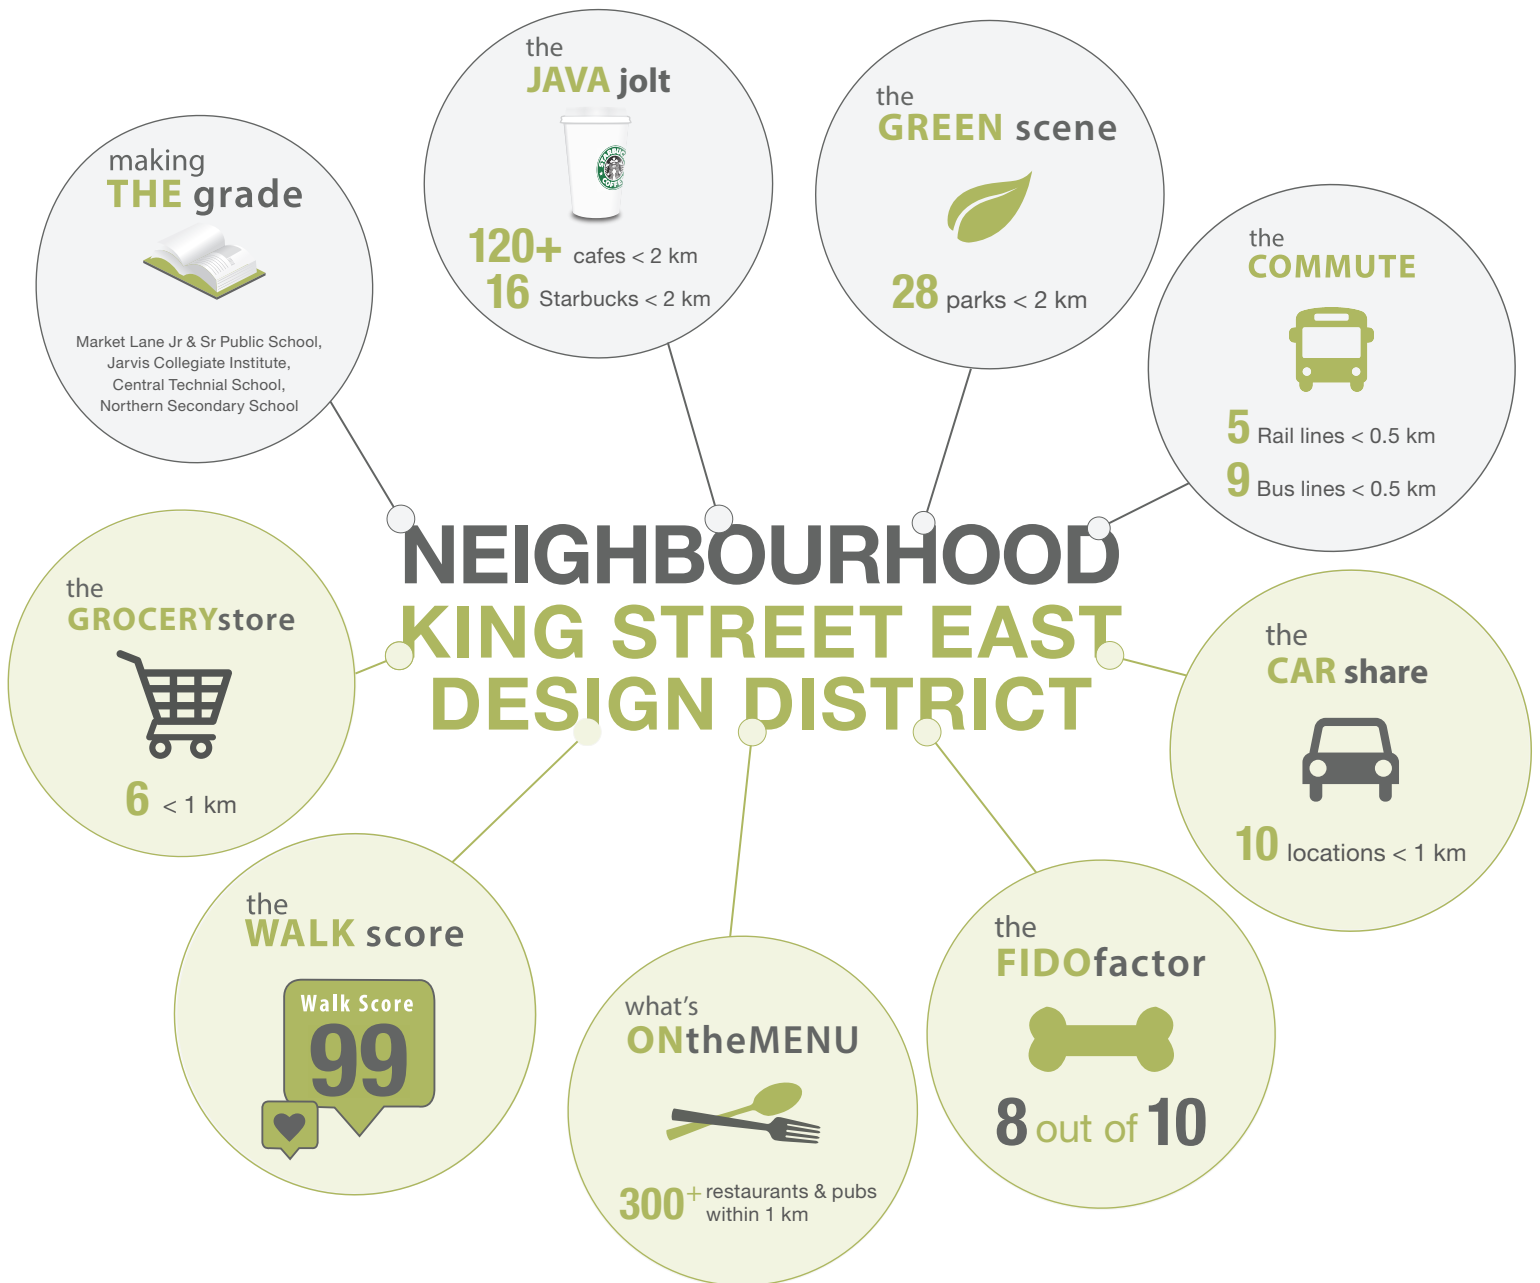 making
THE grade
Market Lane Jr & Sr Public School,
Jarvis Collegiate Institute,
Central Technial School,
Northern Secondary School
the
JAVA jolt
120+ cafes < 2 km
16 Starbucks < 2 km
the
GREEN scene
28 parks < 2 km
the
COMMUTE
5 Rail lines < 0.5 km
9 Bus lines < 0.5 km
NEIGHBOURHOOD
KING STREET EAST
DESIGN DISTRICT
the
GROCERYstore
6 < 1 km
the
CAR share
10 locations < 1 km
the
WALK score
Walk Score
99
what's
ONtheMENU
300+ restaurants & pubs
within 1 km
the
FIDOfactor
8 out of 10